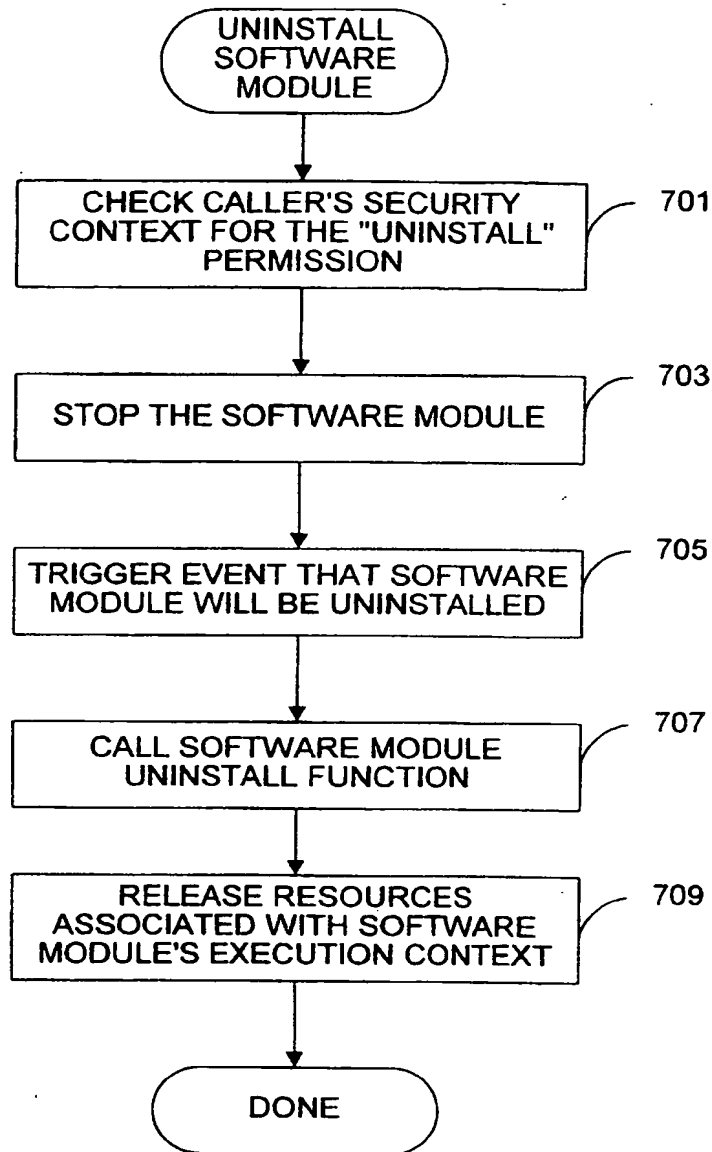 UNINSTALL
SOFTWARE
MODULE
CHECK CALLER'S SECURITY
CONTEXT FOR THE "UNINSTALL"
PERMISSION
701
STOP THE SOFTWARE MODULE
703
TRIGGER EVENT THAT SOFTWARE
MODULE WILL BE UNINSTALLED
705
CALL SOFTWARE MODULE
UNINSTALL FUNCTION
707
RELEASE RESOURCES
ASSOCIATED WITH SOFTWARE
MODULE'S EXECUTION CONTEXT
709
DONE